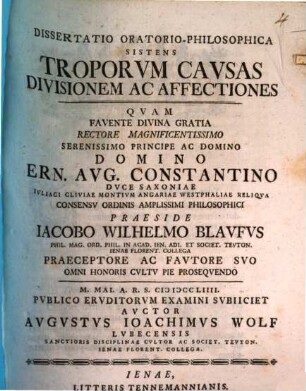 4
DISSERTATIO ORATORIO-PHILOSOPHICA
SISTENS
TROPORVM CAVSAS
DIVISIONEM AC AFFECTIONES
QVAM
FAVENTE DIVINA GRATIA
RECTORE MAGNIFICENTISSIMO
SERENISSIMO PRINCIPE AC DOMINO
DOMINO
ERN. AVG. CONSTANTINO
DVCE SAXONIAE
IVLIACI CLIVIAE MONTIVM ANGARIAE WESTPHALIAE RELIQVA
CONSENSV ORDINIS AMPLISSIMI PHILOSOPHICI
PRAESIDE
IACOBO WILHELMO BLAVFVS
PHIL. MAG. ORD. PHIL. IN ACAD. IEN. ADI. ET SOCIET. TEVTON.
IENAE FLORENT. COLLEGA
PRAECEPTORE AC FAVTORE SVO
OMNI HONORIS CVLTV PIE PROSEQVENDO
M. MAI. A. R. S. CIↃIↃCCLIIII.
PVBLICO ERVDITORVM EXAMINI SVBIICIET
AVCTOR
AVGVSTVS IOACHIMVS WOLF
LVBECENSIS
SANCTIORIS DISCIPLINAE CVLTOR AC SOCIET. TEVTON.
IENAE FLORENT. COLLEGA.
IENAE,
LITTERIS TENNEMANNIANIS.